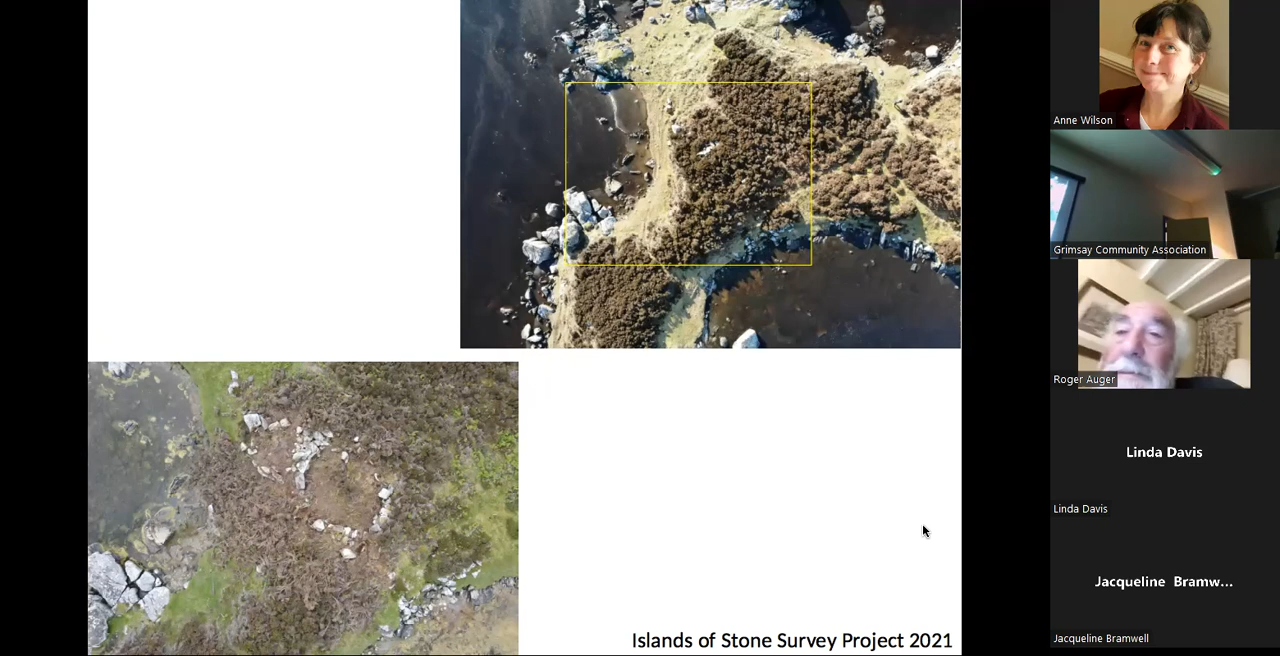 Anne Wilson
Grimsay Community Association
Roger Auger
Linda Davis
Linda Davis
Jacqueline Bramw...
Jacqueline Bramwell
Islands of Stone Survey Project 2021